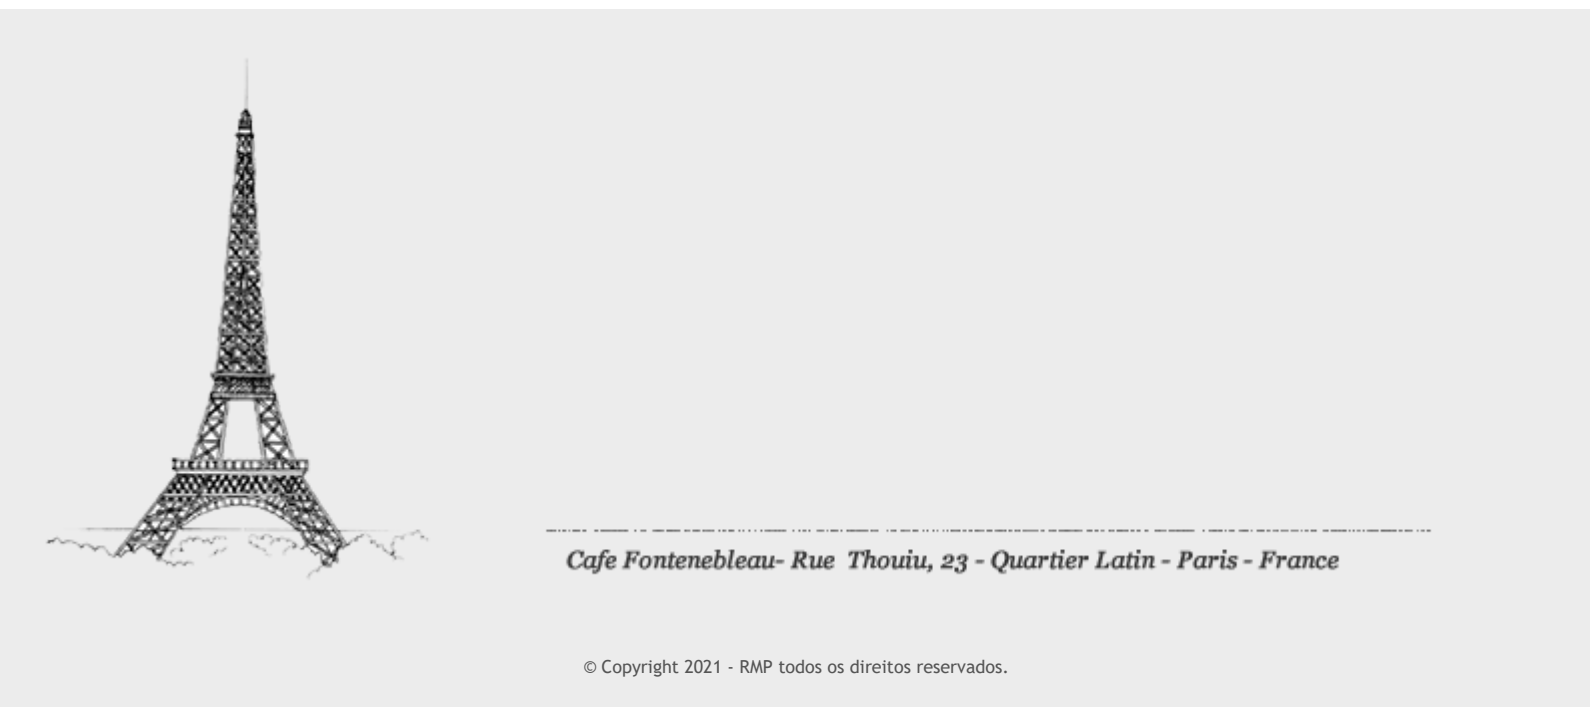 Cafe Fontenebleau- Rue Thouiu, 23 - Quartier Latin - Paris - France
© Copyright 2021 - RMP todos os direitos reservados.